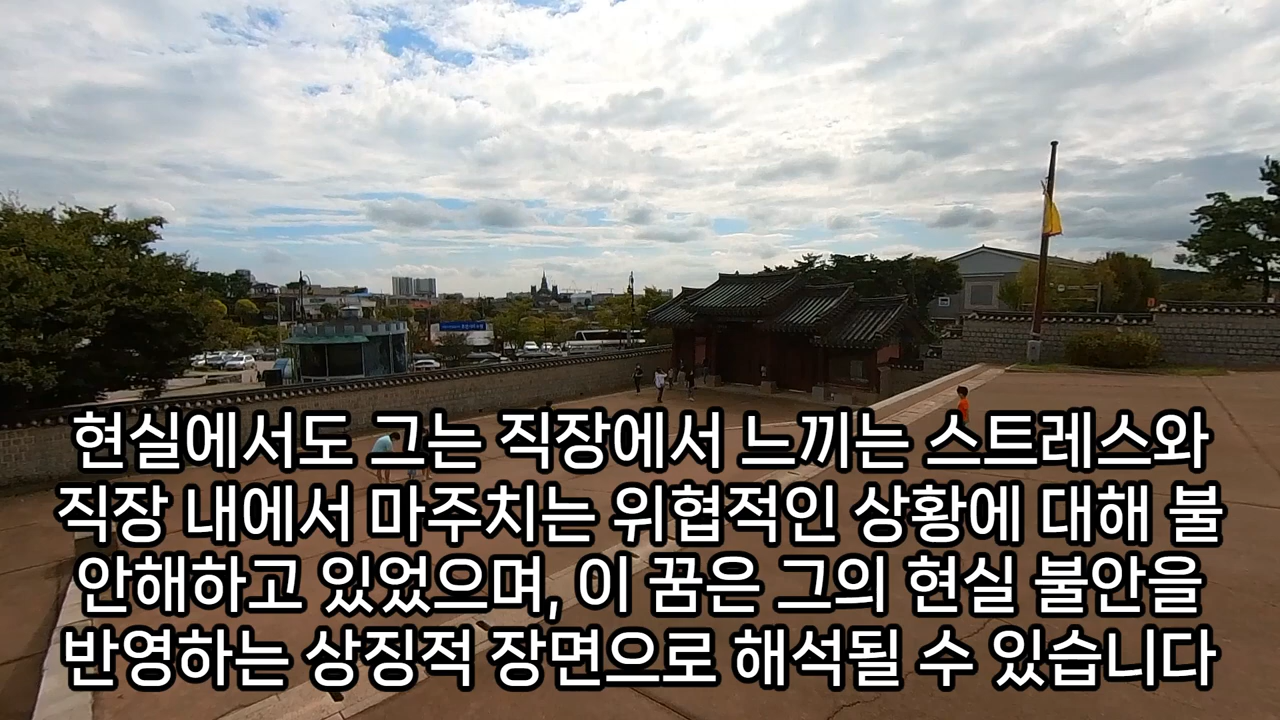 현실에서도 그는 직장에서 느끼는 스트레스와
직장 내에서 마주치는 위협적인 상황에 대해 불
안해하고 있었으며, 이 꿈은 그의 현실 불안을
반영하는 상징적 장면으로 해석될 수 있습니다